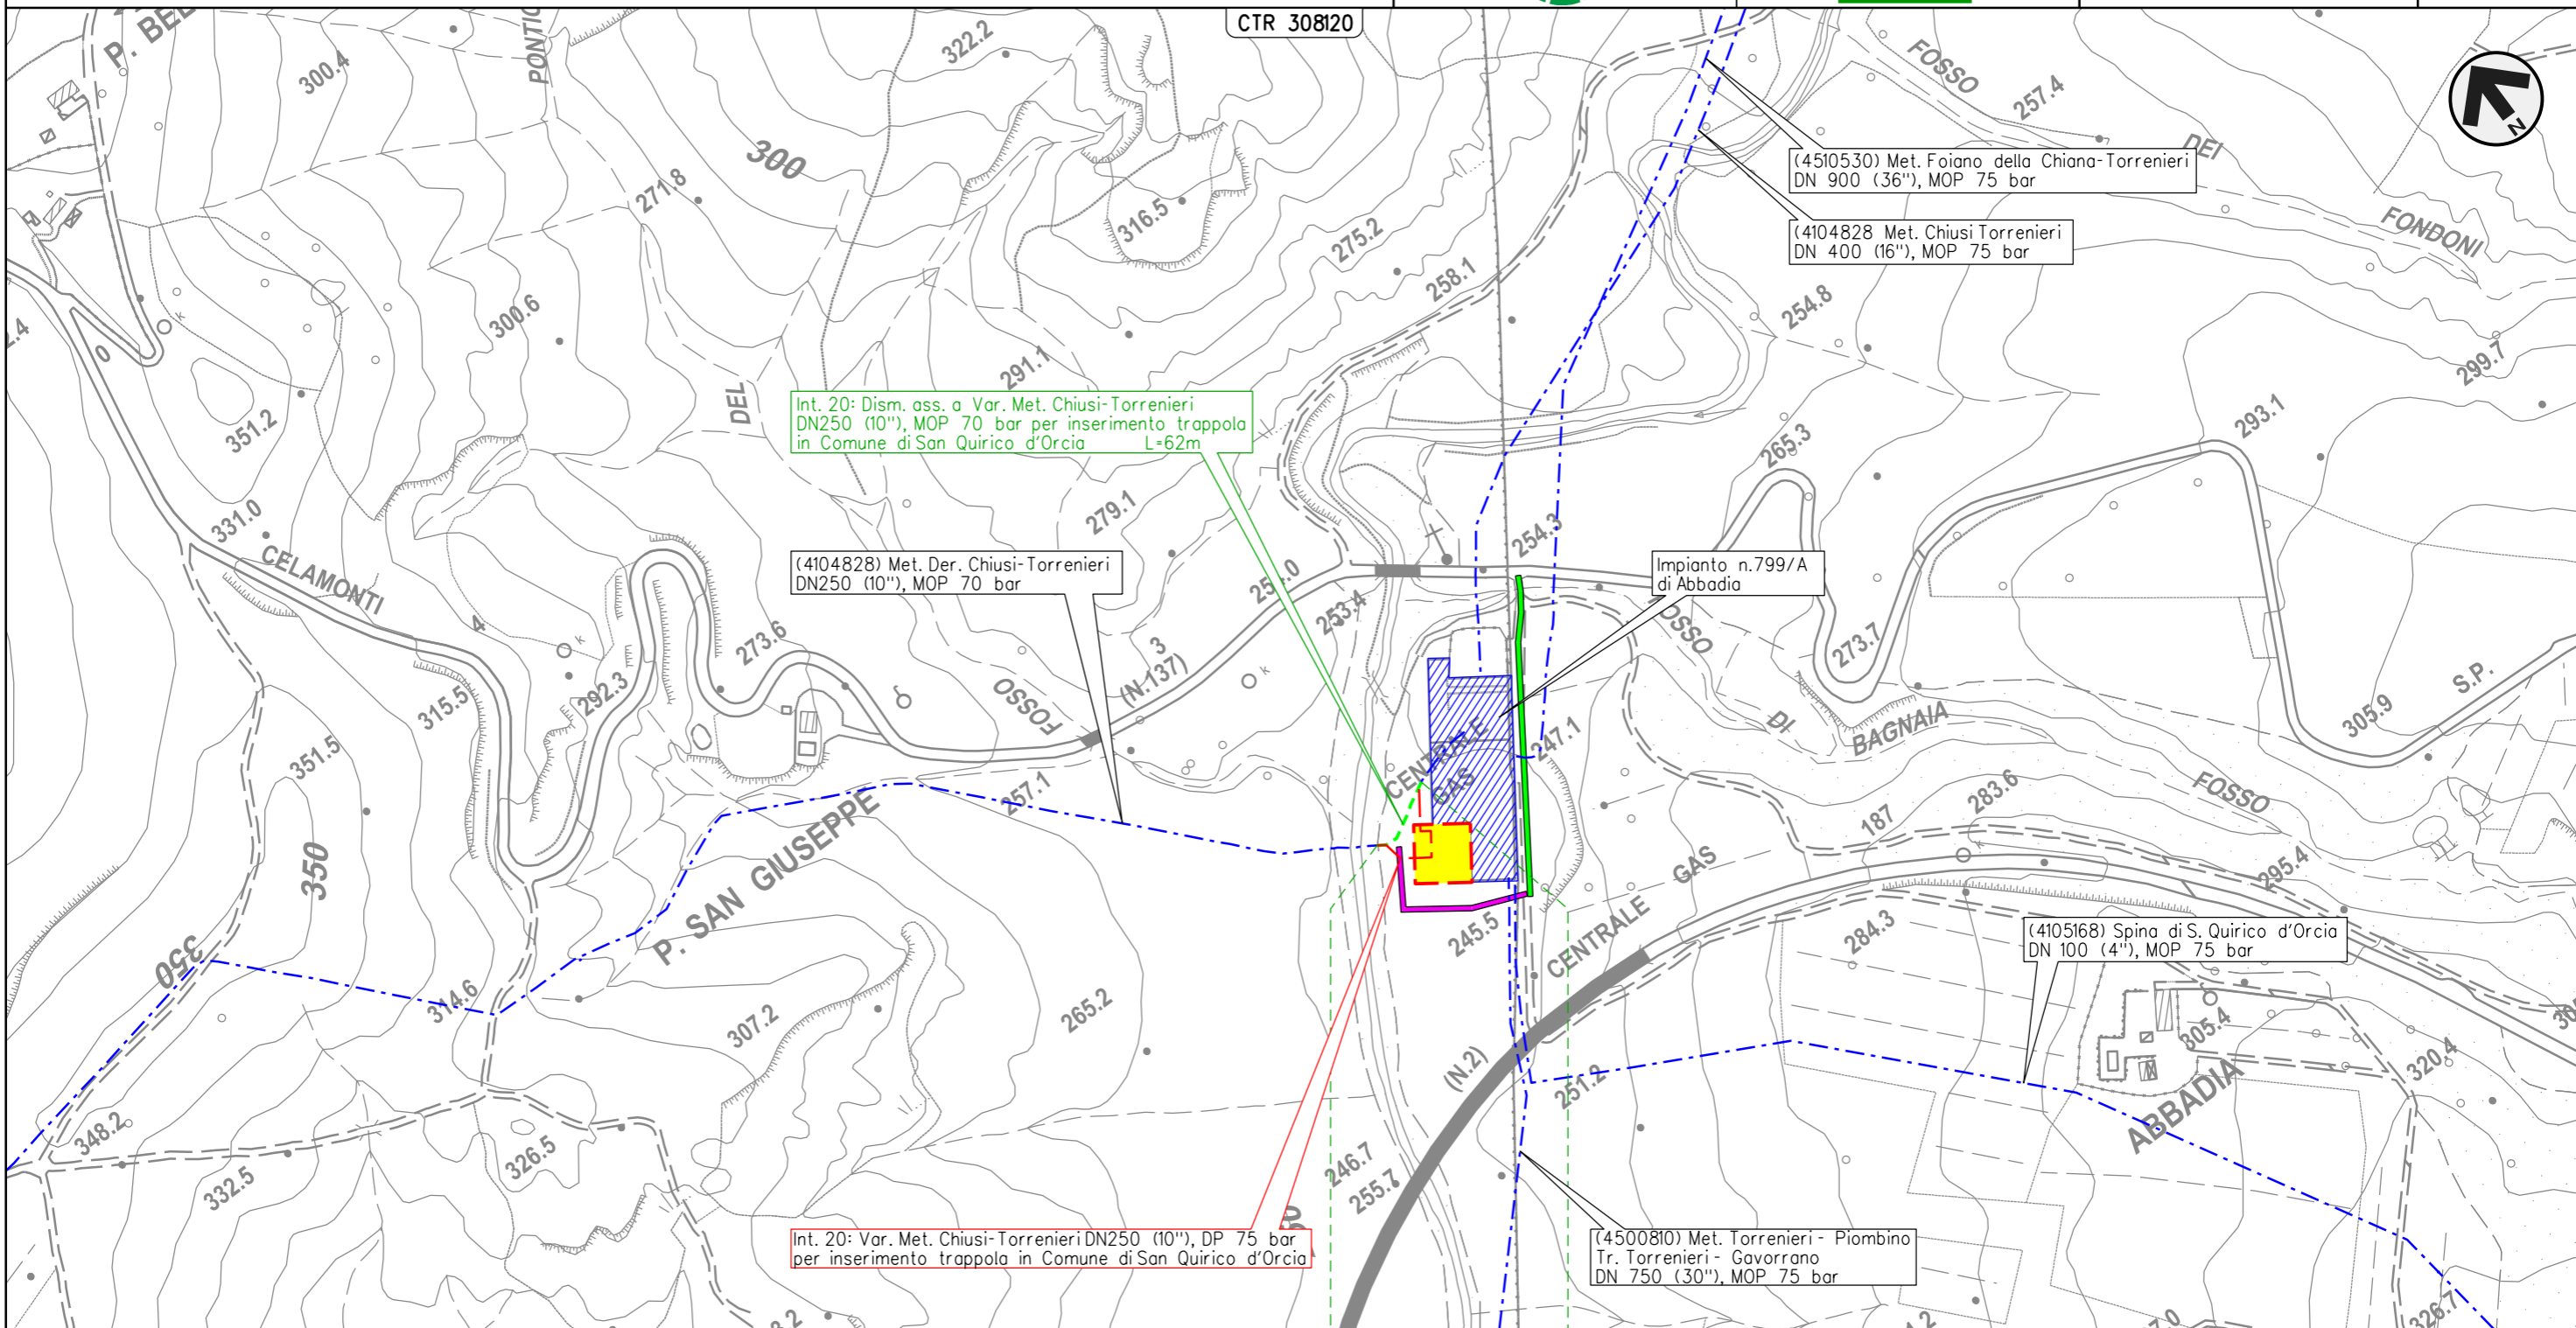 CTR 308120
P. BEL
PONTIC
300.4
322.2
FOSSO
257.4
DEI
FONDONI
N
(4510530) Met. Foiano della Chiana-Torrenieri
DN 900 (36"), MOP 75 bar
(4104828 Met. Chiusi Torrenieri
DN 400 (16"), MOP 75 bar
300
271.8
316.5
275.2
258.1
254.8
300.6
291.1
299.7
2.4
0
k
351.2
DEL
293.1
265.3
Int. 20: Dism. ass. a Var. Met. Chiusi-Torrenieri
DN250 (10"), MOP 70 bar per inserimento trappola
in Comune di San Quirico d'Orcia L=62m
331.0
CELAMONTI
279.1
254.3
(4104828) Met. Der. Chiusi-Torrenieri
DN250 (10"), MOP 70 bar
Impianto n.799/A
di Abbadia
253.4
4
k
273.6
3
(N.137)
k
273.7
315.5
292.3
FOSSO
DI
BAGNAIA
305.9
S.P.
351.5
257.1
CENTRALE
GAS
247.1
FOSSO
283.6
187
k
350
P. SAN GIUSEPPE
295.4
350
245.5
CENTRALE
GAS
284.3
(4105168) Spina di S. Quirico d'Orcia
DN 100 (4"), MOP 75 bar
314.6
307.2
265.2
305.4
320.4
(N.2)
251.2
ABBADIA
348.2
326.5
332.5
246.7
255.7
Int. 20: Var. Met. Chiusi-Torrenieri DN250 (10"), DP 75 bar
per inserimento trappola in Comune di San Quirico d'Orcia
(4500810) Met. Torrenieri - Piombino
Tr. Torrenieri - Gavorrano
DN 750 (30"), MOP 75 bar
326.7